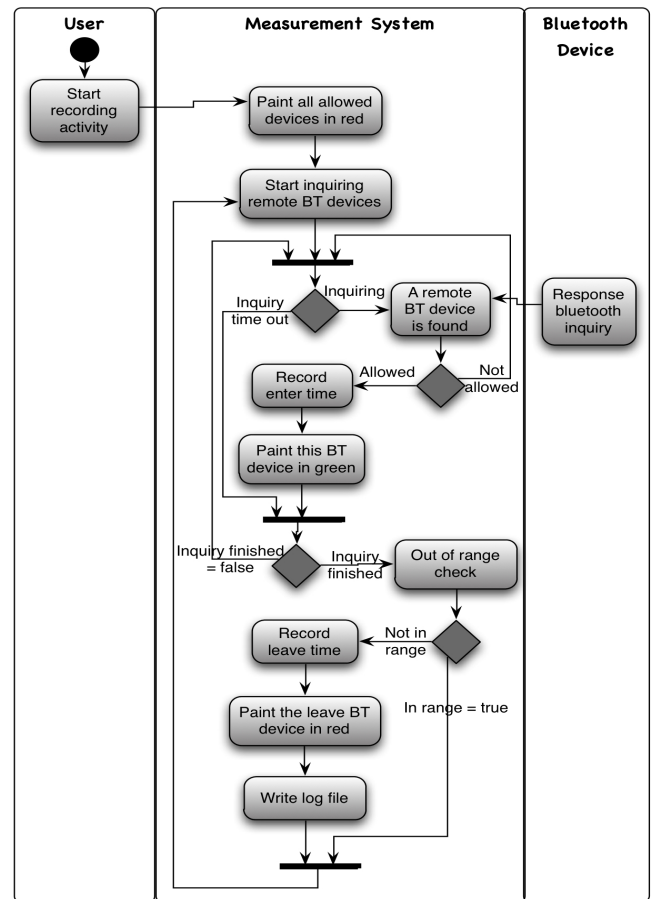 User
Measurement System
Bluetooth
Device
Start
recording
activity
Paint all allowed
devices in red
Start inquiring
remote BT devices
Inquiring
Inquiry
time out
A remote
BT device
is found
Response
bluetooth
inquiry
Allowed
Not
allowed
Record
enter time
Paint this BT
device in green
Inquiry finished
= false
Inquiry
finished
Out of range
check
Record
leave time
Not in
range
Paint the leave BT
device in red
In range = true
Write log file